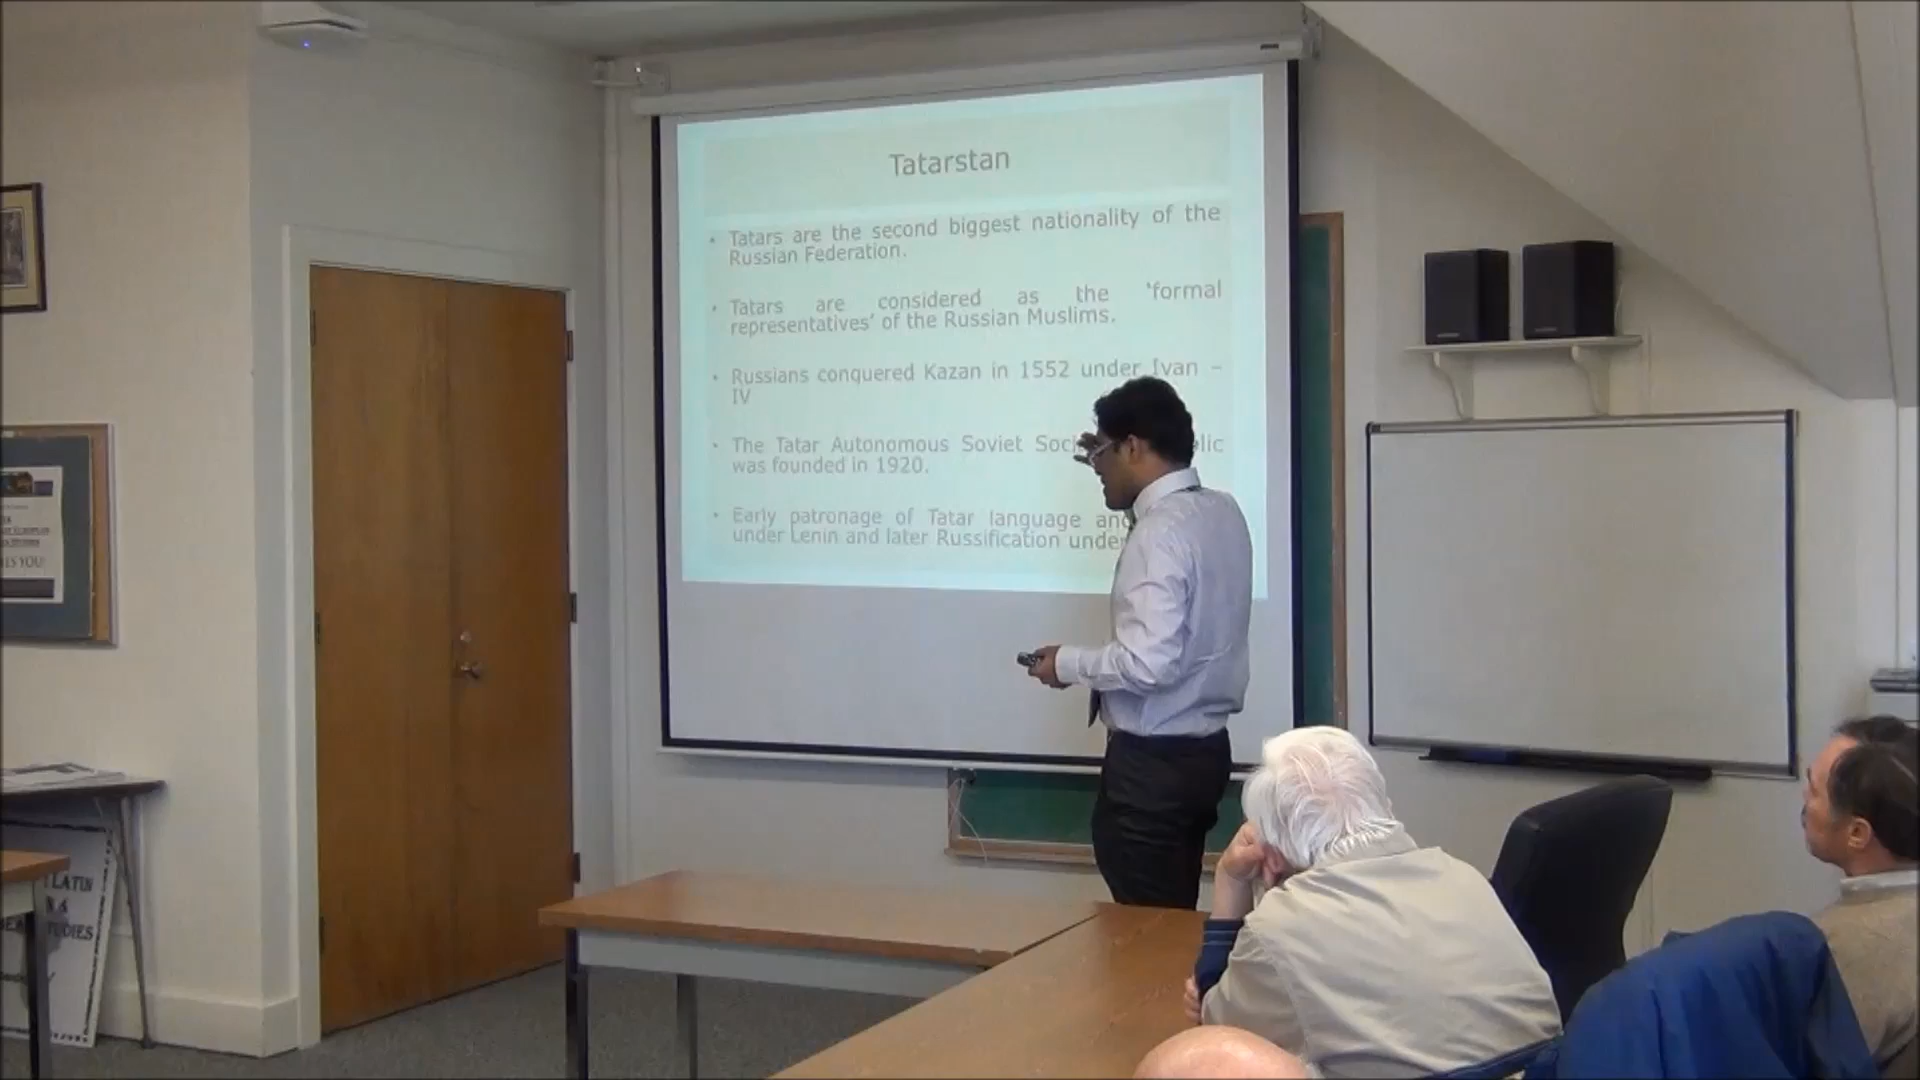 Tatarstan
• Tatars are the second biggest nationality of the
Russian Federation.
• Tatars are considered as the ‘formal
representatives’ of the Russian Muslims.
• Russians conquered Kazan in 1552 under Ivan –
IV
• The Tatar Autonomous Soviet
was founded in 1920.
• Early patronage of Tatar language and
under Lenin and later Russification under
LATIN